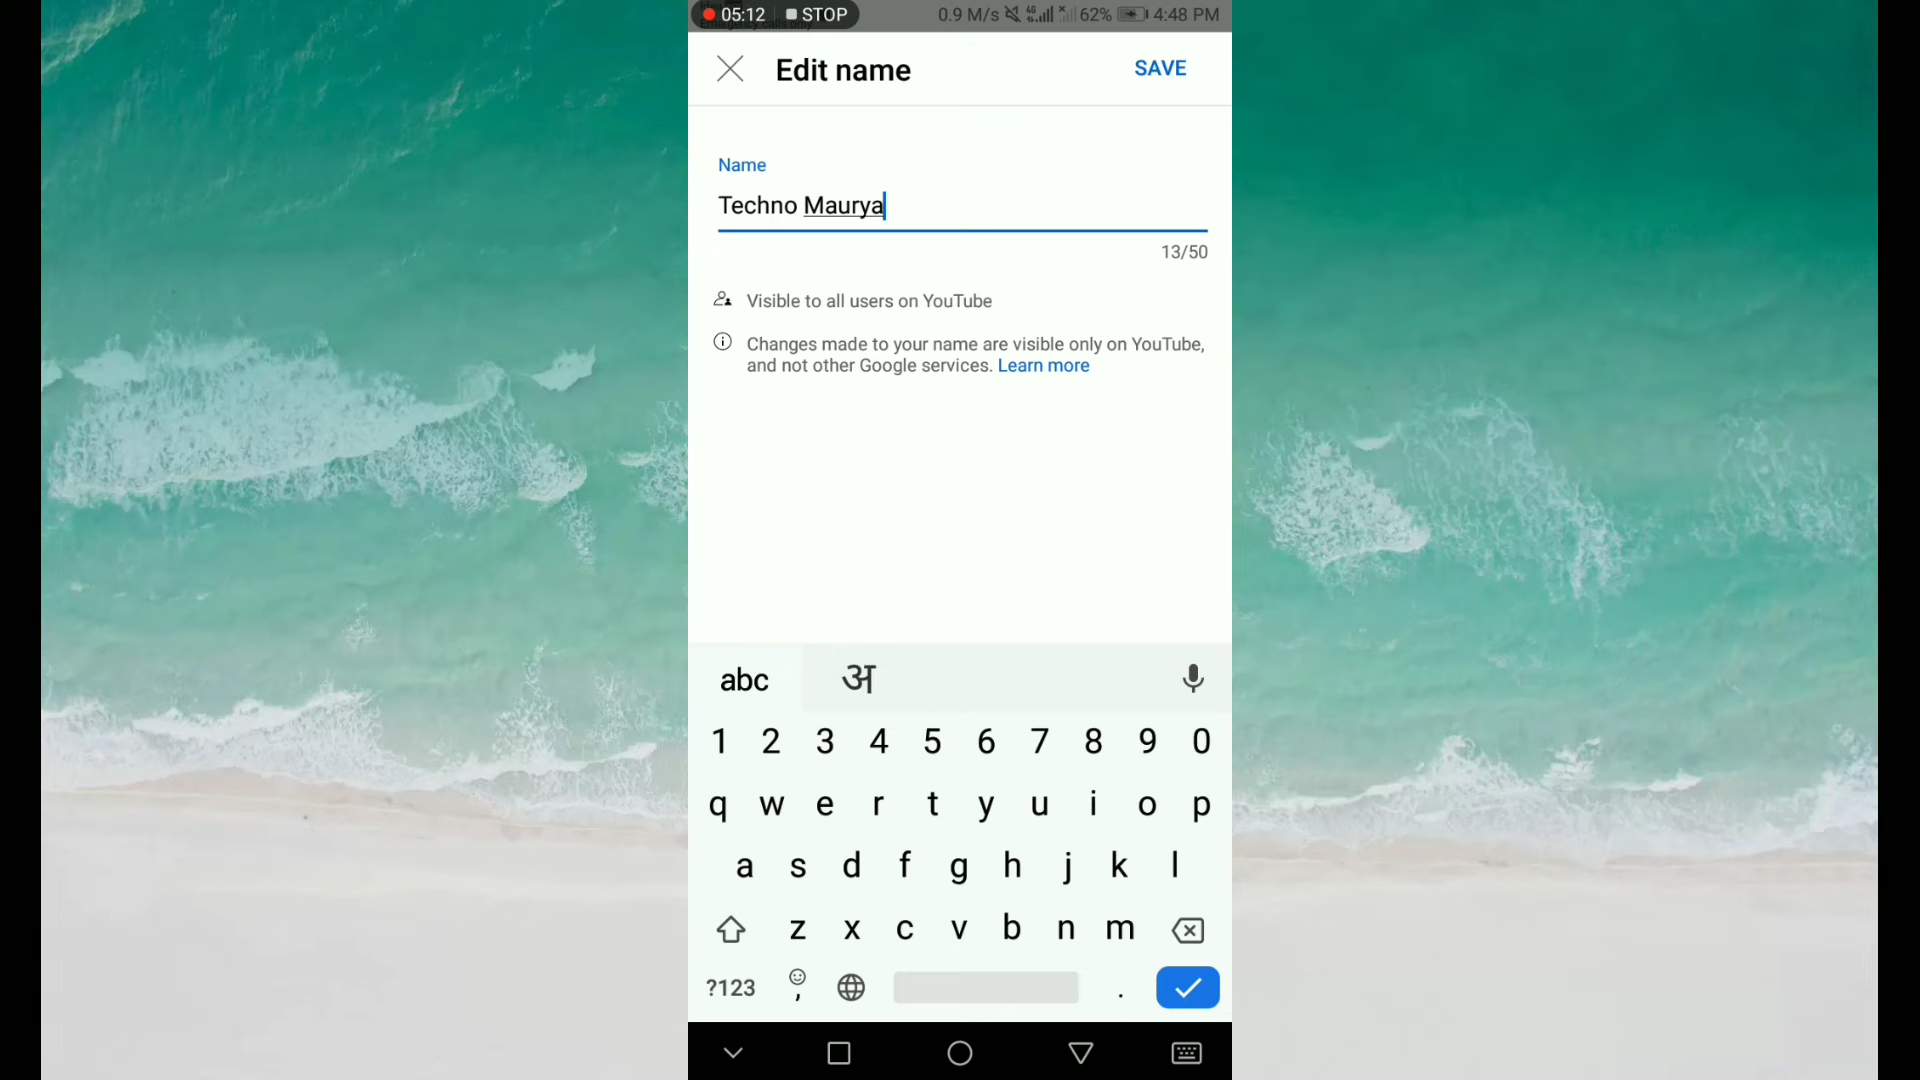 05:12 STOP 0.9 M/s 4G 62% 4:48 PM
Edit name SAVE
Name
Techno Maurya
13/50
Visible to all users on YouTube
Changes made to your name are visible only on YouTube,
and not other Google services. Learn more
abc अ
1 2 3 4 5 6 7 8 9 0
q w e r t y u i o p
a s d f g h j k l
z x c v b n m
?123 , .